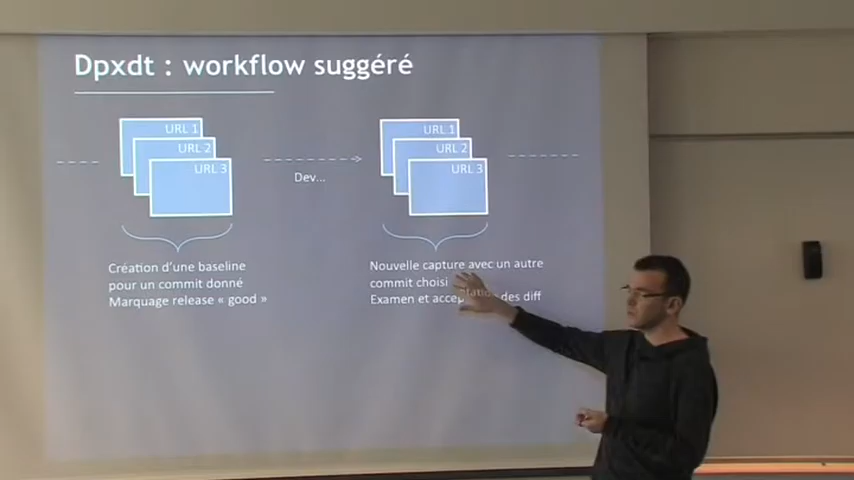 Dpxdt : workflow suggéré
URL 1
URL 2
URL 3
Dev...
URL 1
URL 2
URL 3
Création d'une baseline
pour un commit donné
Marquage release « good »
Nouvelle capture avec un autre
commit choisi
Examen et accep tation des diff